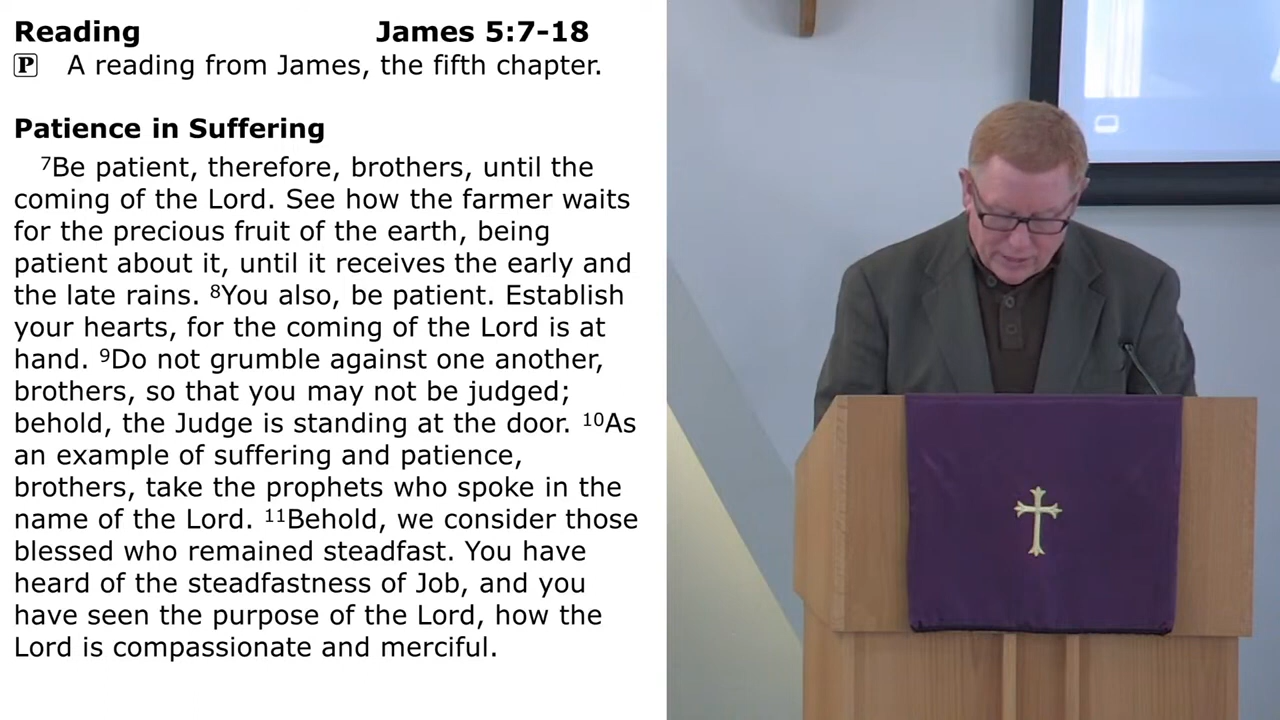 Reading James 5:7-18
P A reading from James, the fifth chapter.
Patience in Suffering
7Be patient, therefore, brothers, until the
coming of the Lord. See how the farmer waits
for the precious fruit of the earth, being
patient about it, until it receives the early and
the late rains. 8You also, be patient. Establish
your hearts, for the coming of the Lord is at
hand. 9Do not grumble against one another,
brothers, so that you may not be judged;
behold, the Judge is standing at the door. 10As
an example of suffering and patience,
brothers, take the prophets who spoke in the
name of the Lord. 11Behold, we consider those
blessed who remained steadfast. You have
heard of the steadfastness of Job, and you
have seen the purpose of the Lord, how the
Lord is compassionate and merciful.